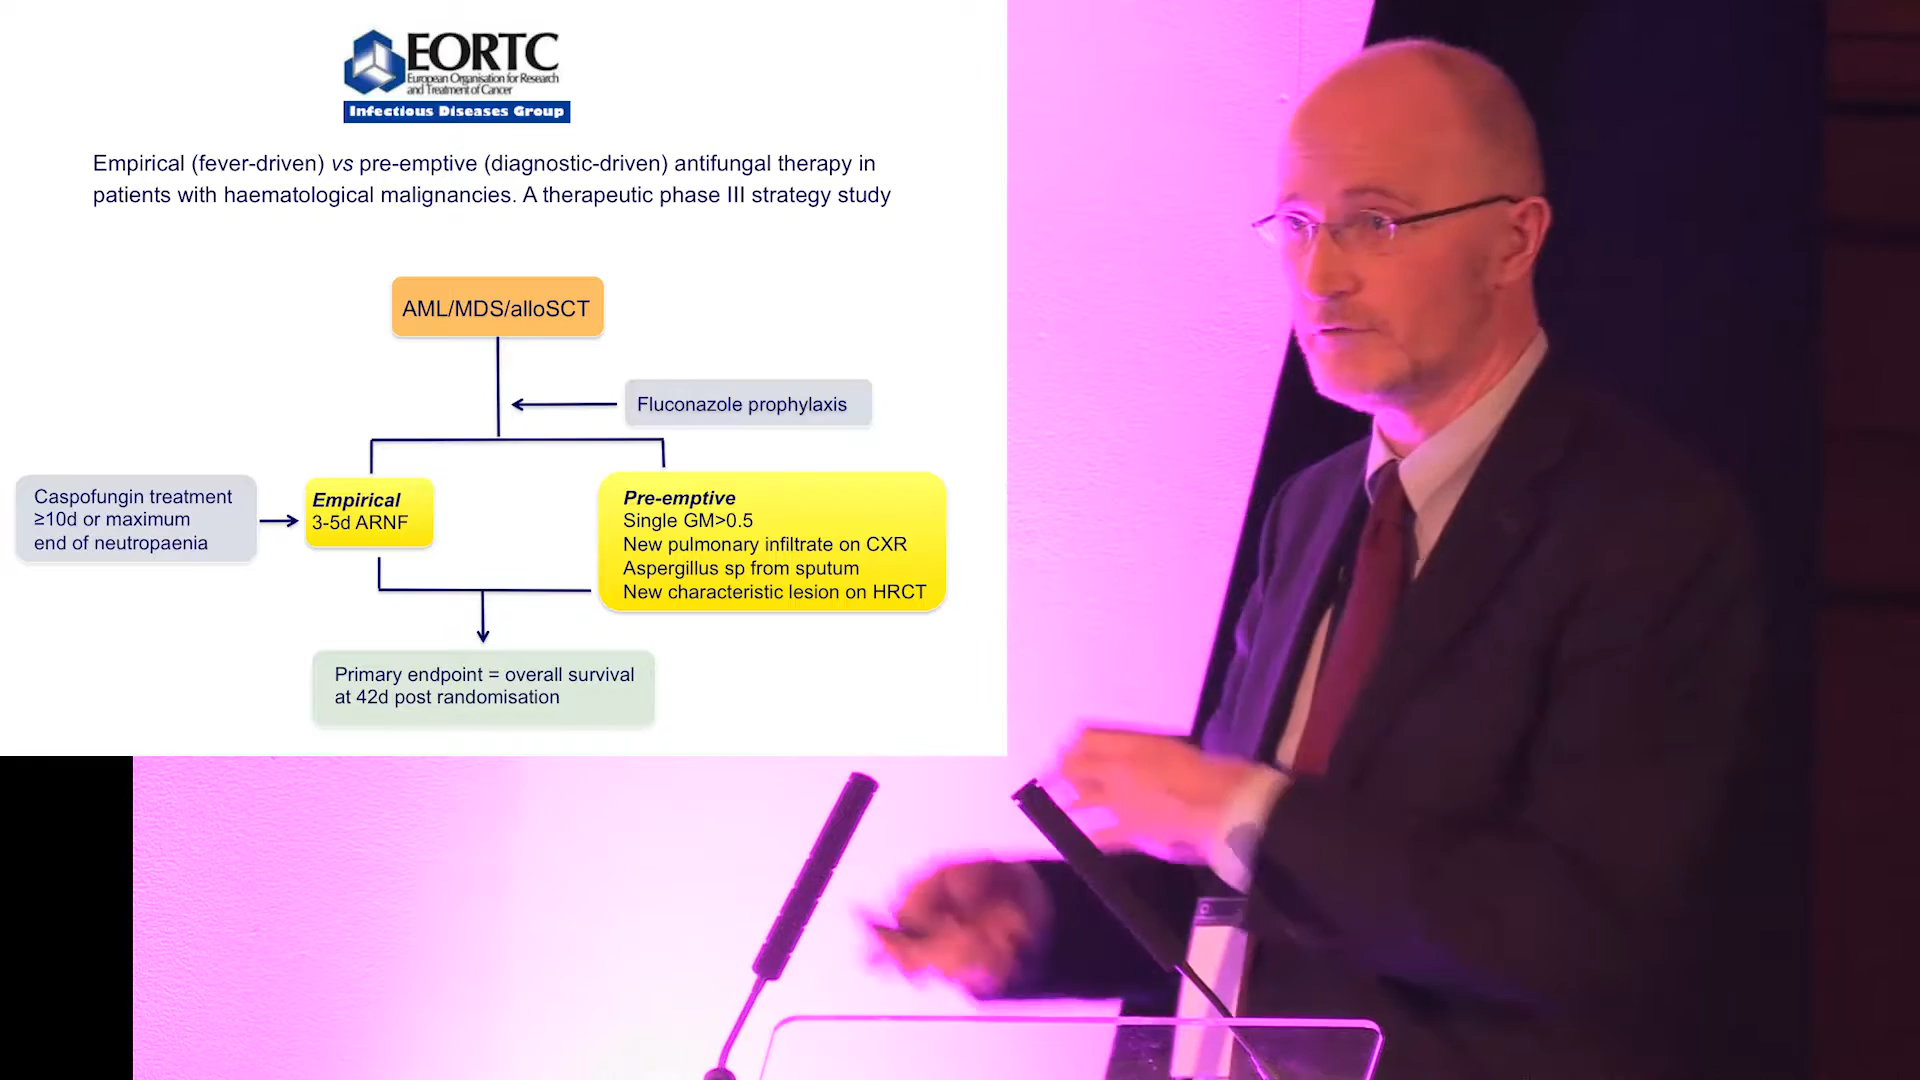 EORTC
European Organisation for Research
and Treatment of Cancer
Infectious Diseases Group
Empirical (fever-driven) vs pre-emptive (diagnostic-driven) antifungal therapy in
patients with haematological malignancies. A therapeutic phase III strategy study
AML/MDS/alloSCT
Fluconazole prophylaxis
Caspofungin treatment
≥10d or maximum
end of neutropaenia
Empirical
3-5d ARNF
Pre-emptive
Single GM>0.5
New pulmonary infiltrate on CXR
Aspergillus sp from sputum
New characteristic lesion on HRCT
Primary endpoint = overall survival
at 42d post randomisation